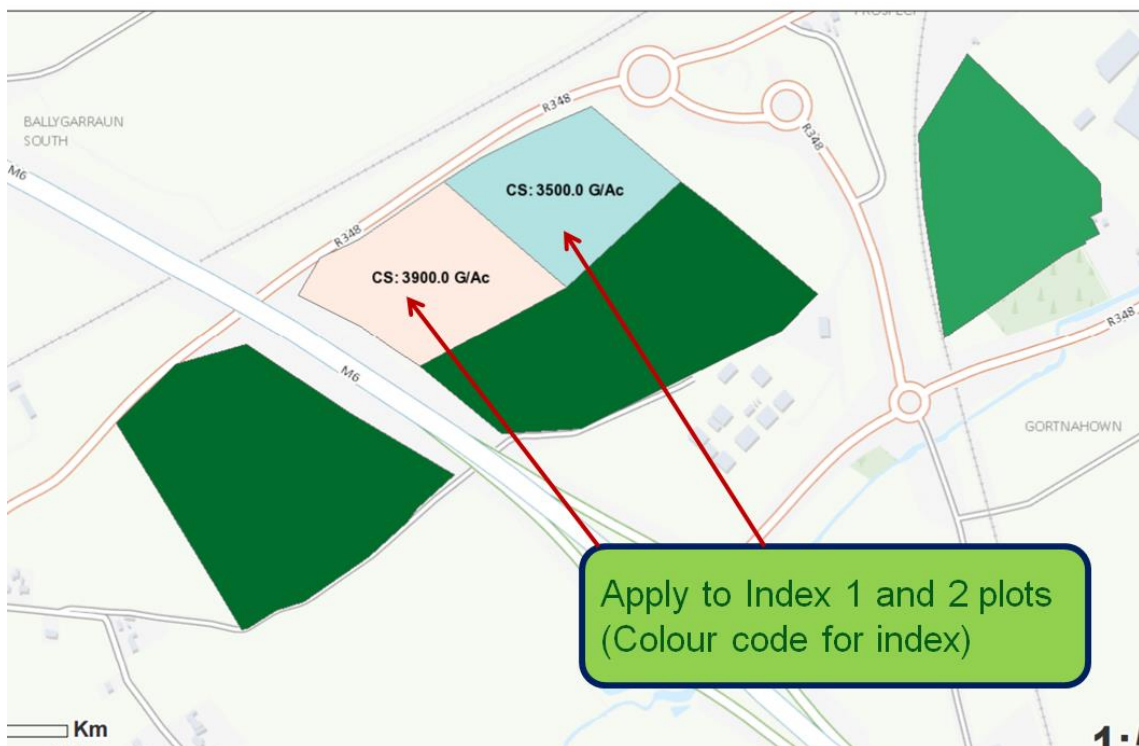 R348
BALLYGARRAUN
SOUTH
M6
R348
CS: 3500.0 G/Ac
R348
CS: 3900.0 G/Ac
R348
M6
GORTNAHOWN
Apply to Index 1 and 2 plots
(Colour code for index)
Km